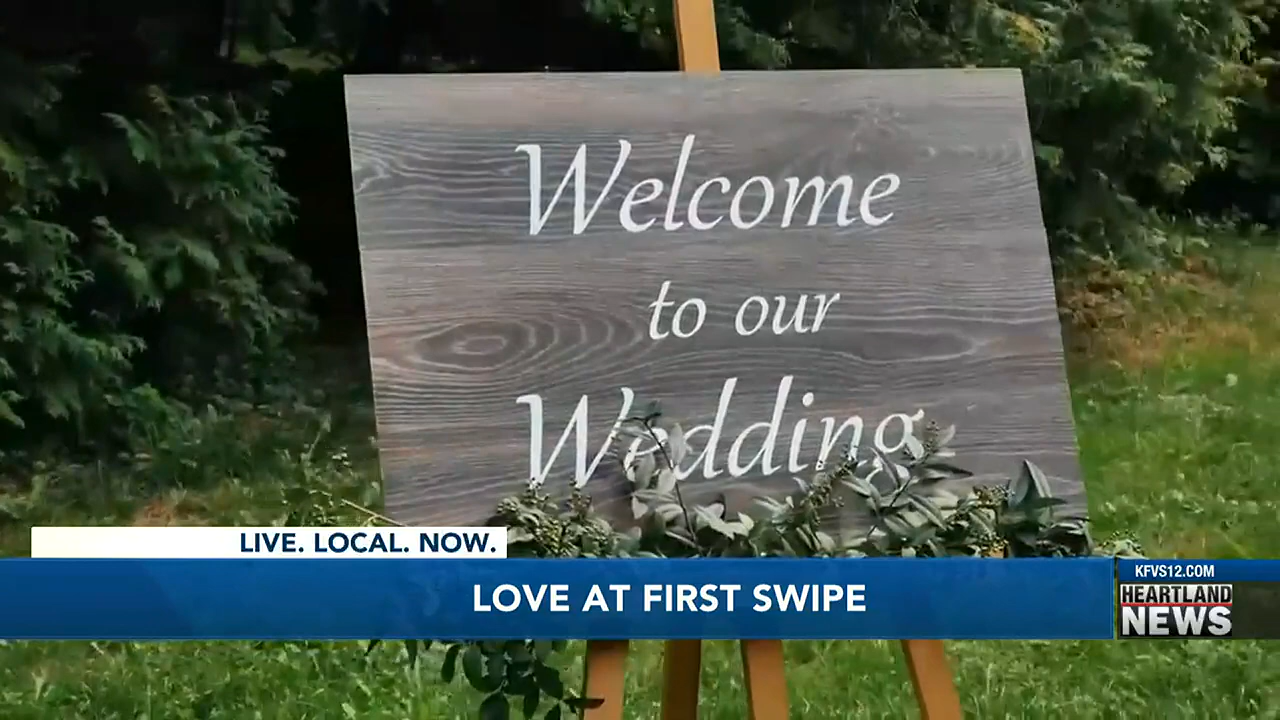 Welcome
to our
Wedding
LIVE. LOCAL. NOW.
LOVE AT FIRST SWIPE
KFVS12.COM
HEARTLAND
NEWS